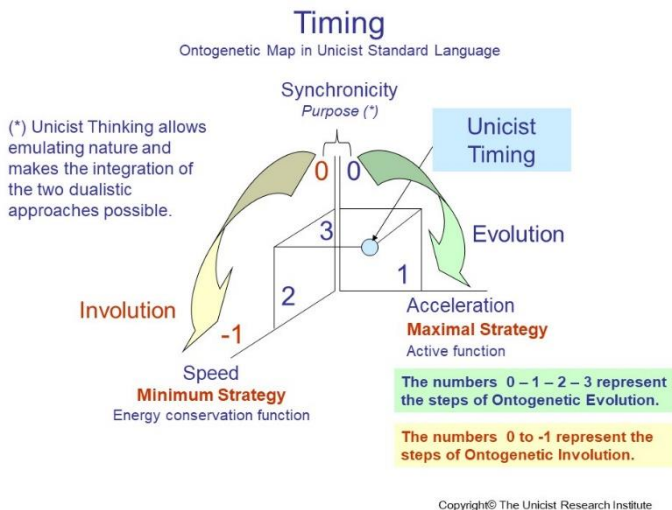 Timing
Ontogenetic Map in Unicist Standard Language
Synchronicity
Purpose (*)
(*) Unicist Thinking allows
emulating nature and
makes the integration of
the two dualistic
approaches possible.
Unicist
Timing
0 0
3
Evolution
1
2
Involution
-1
Acceleration
Maximal Strategy
Active function
Speed
Minimum Strategy
Energy conservation function
The numbers 0 – 1 – 2 – 3 represent
the steps of Ontogenetic Evolution.
The numbers 0 to -1 represent the
steps of Ontogenetic Involution.
Copyright© The Unicist Research Institute